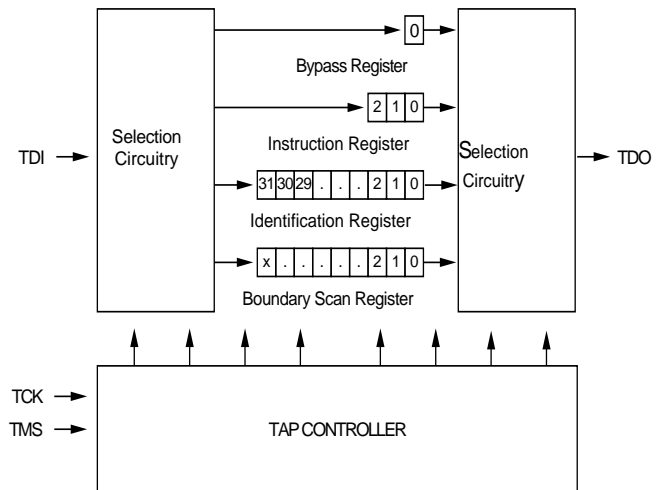 0
Bypass Register
2 1 0
Selection
Circuitry
Instruction Register
Selection
Circuitry
TDI
TDO
31 30 29 . . . 2 1 0
Identification Register
x . . . . . 2 1 0
Boundary Scan Register
TCK
TMS
TAP CONTROLLER